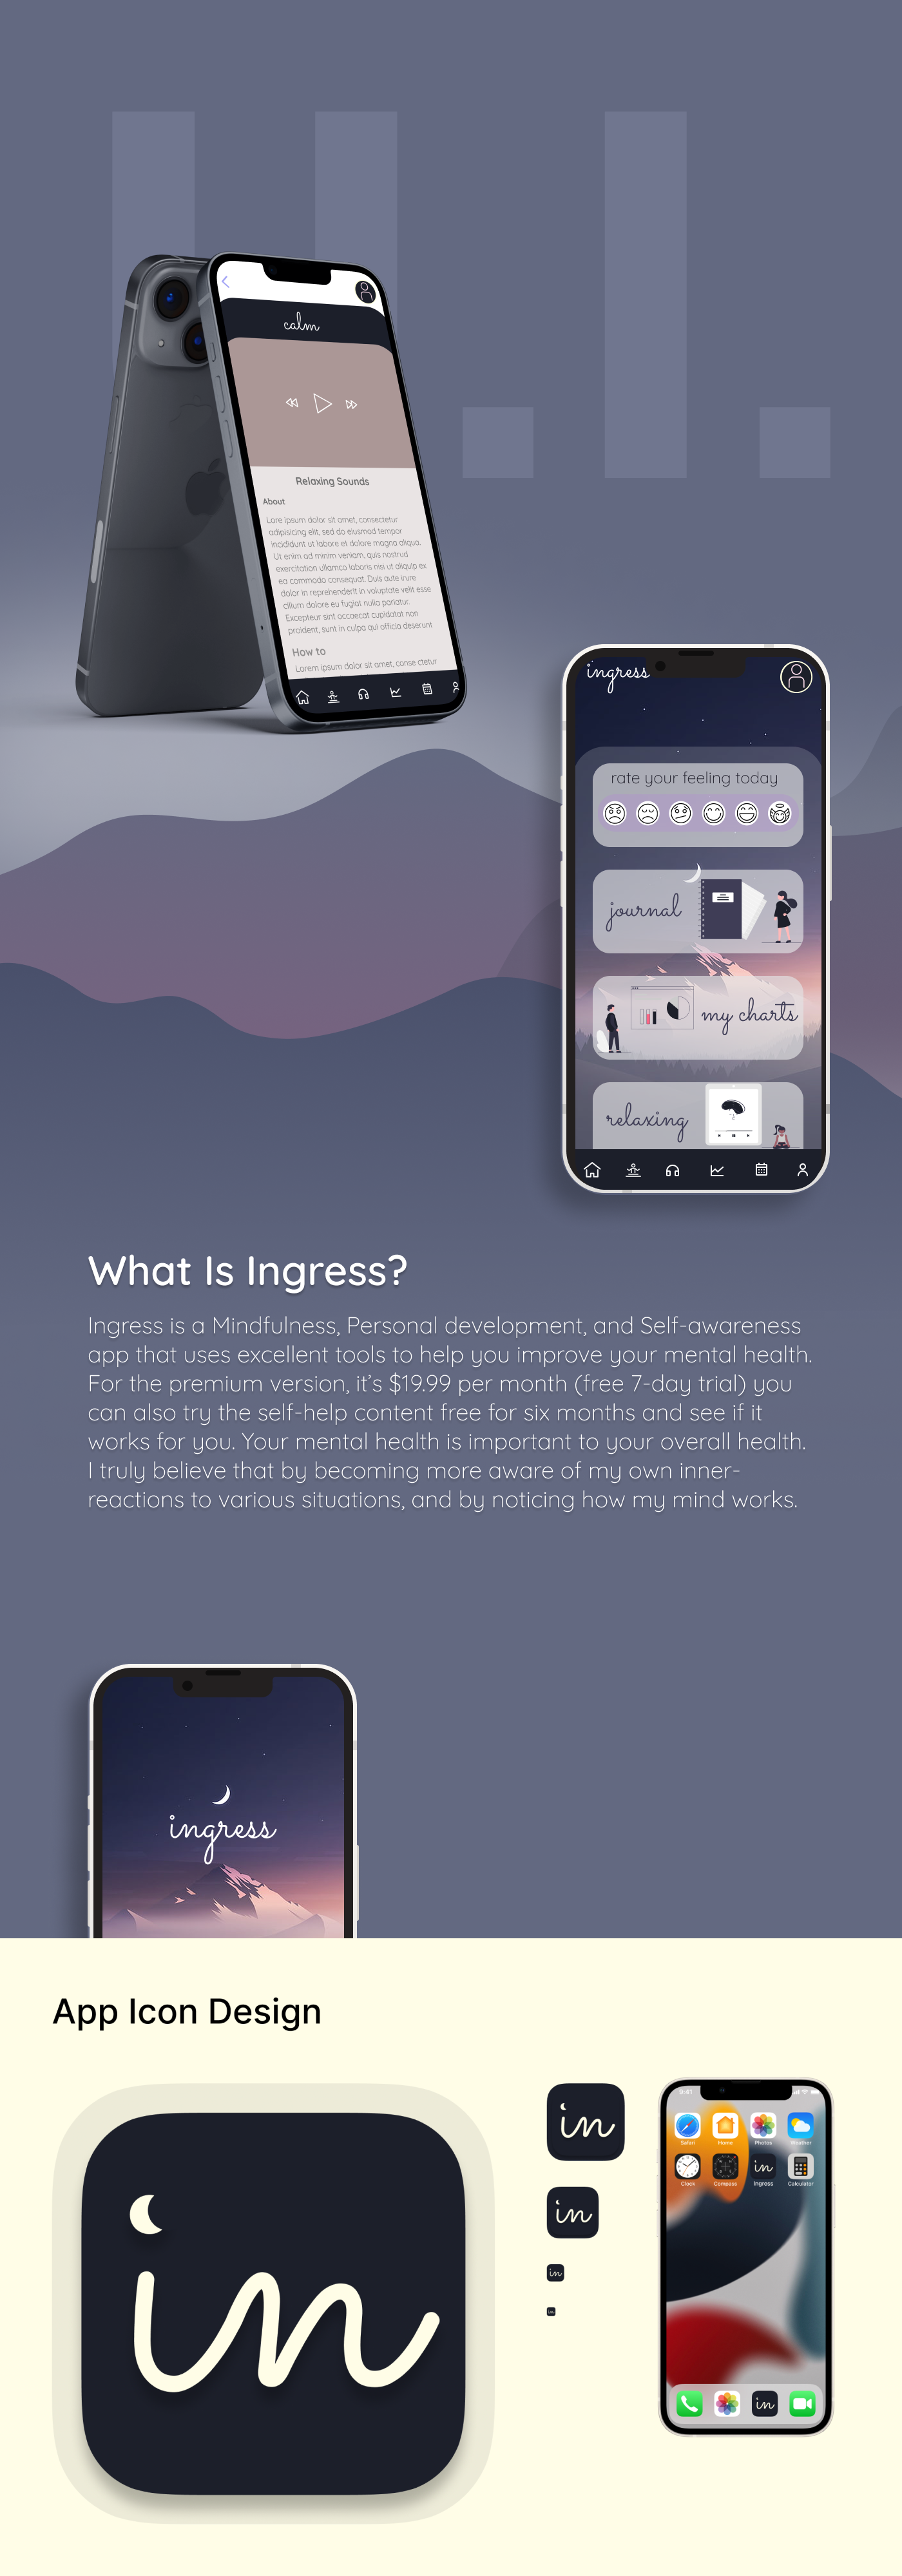 U.I.
calm
Relaxing Sounds
About
Lore ipsum dolor sit amet, consectetur
adipisicing elit, sed do eiusmod tempor
incididunt ut labore et dolore magna aliqua.
Ut enim ad minim veniam, quis nostrud
exercitation ullamco laboris nisi ut aliquip ex
ea commodo consequat. Duis aute irure
dolor in reprehenderit in voluptate velit esse
cillum dolore eu fugiat nulla pariatur.
Excepteur sint occaecat cupidatat non
proident, sunt in culpa qui officia deserunt
How to
Lorem ipsum dolor sit amet, conse ctetur
ingress
rate your feeling today
journal
my charts
relaxing
What Is Ingress?
Ingress is a Mindfulness, Personal development, and Self-awareness
app that uses excellent tools to help you improve your mental health.
For the premium version, it's $19.99 per month (free 7-day trial) you
can also try the self-help content free for six months and see if it
works for you. Your mental health is important to your overall health.
I truly believe that by becoming more aware of my own inner-
reactions to various situations, and by noticing how my mind works.
ingress
App Icon Design
in
in
in
in
in
9:41
Safari Home Photos Weather
in
Clock Compass Ingress Calculator
in